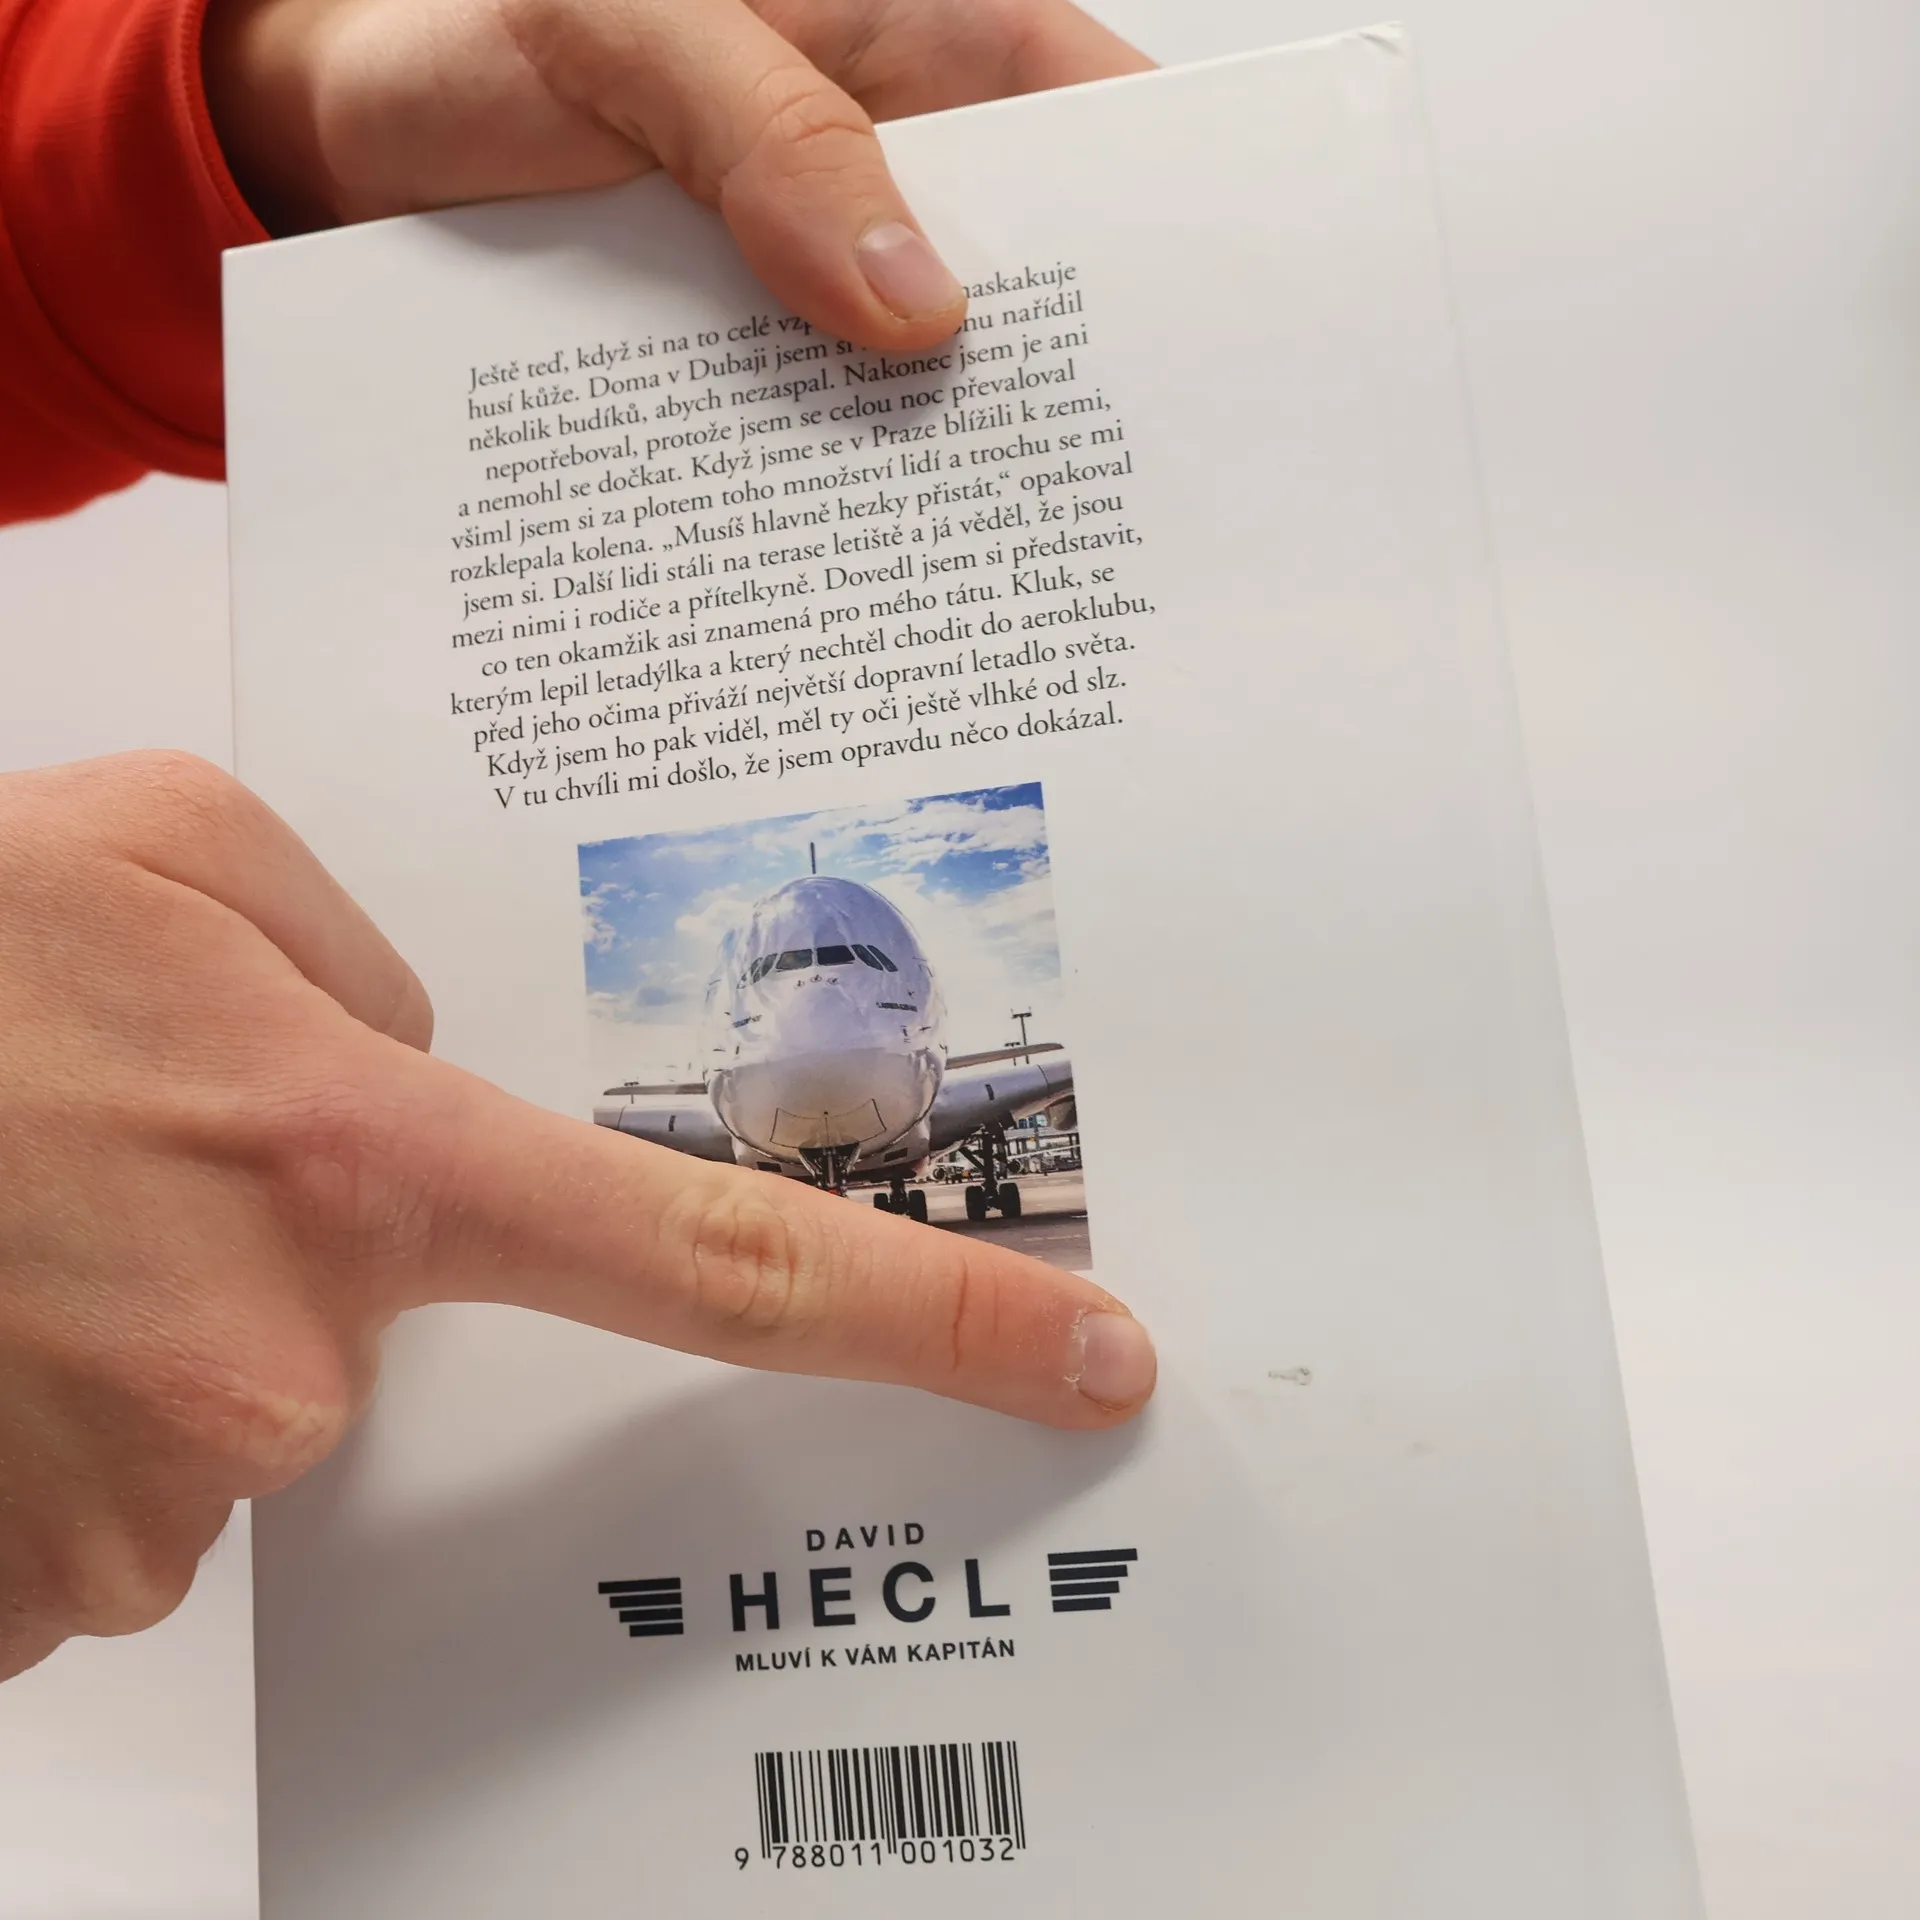 Ještě teď, když si na to celé naskakuje
husí kůže. Doma v Dubaji jsem si nařídil
několik budíků, abych nezaspal. Nakonec jsem je ani
nepotřeboval, protože jsem se celou noc převaloval
a nemohl se dočkat. Když jsme se v Praze blížili k zemi,
všiml jsem si za plotem toho množství lidí a trochu se mi
rozklepala kolena. „Musíš hlavně hezky přistát,“ opakoval
jsem si. Další lidi stáli na terase letiště a já věděl, že jsou
mezi nimi i rodiče a přítelkyně. Dovedl jsem si představit,
co ten okamžik asi znamená pro mého tátu. Kluk, se
kterým lepil letadýlka a který nechtěl chodit do aeroklubu,
před jeho očima přiváží největší dopravní letadlo světa.
Když jsem ho pak viděl, měl ty oči ještě vlhké od slz.
V tu chvíli mi došlo, že jsem opravdu něco dokázal.
DAVID
HECL
MLUVÍ K VÁM KAPITÁN
9 788011 001032